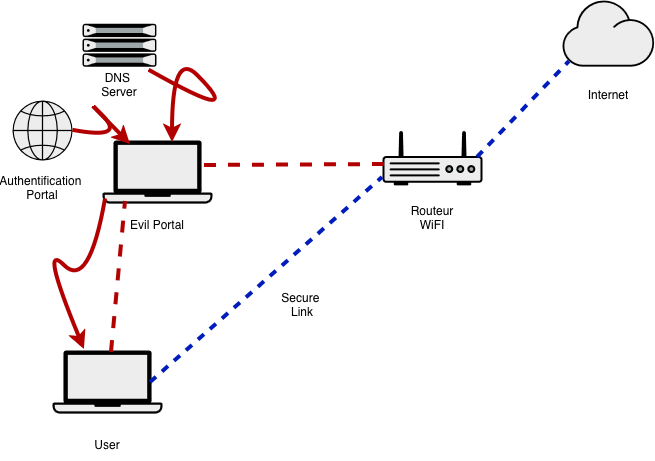 DNS
Server
Internet
Authentification
Portal
Evil Portal
Routeur
WiFI
Secure
Link
User